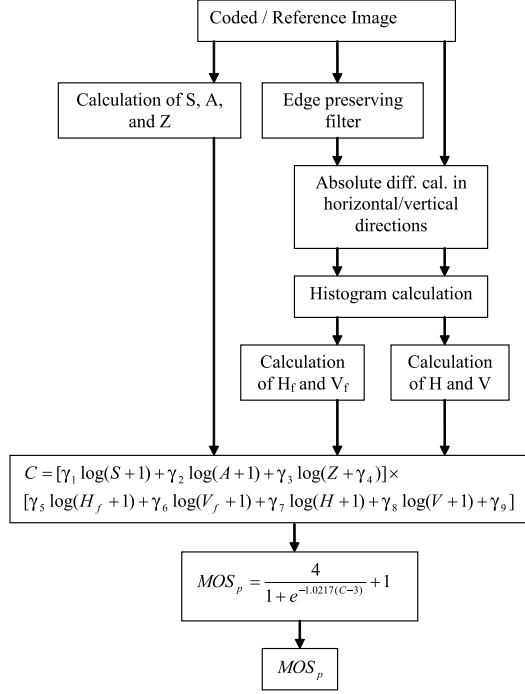 Coded / Reference Image
Calculation of S, A,
and Z
Edge preserving
filter
Absolute diff. cal. in
horizontal/vertical
directions
Histogram calculation
Calculation
of H_f and V_f
Calculation
of H and V
C = [γ_1 log(S + 1) + γ_2 log(A + 1) + γ_3 log(Z + γ_4)] ×
[γ_5 log(H_f + 1) + γ_6 log(V_f + 1) + γ_7 log(H + 1) + γ_8 log(V + 1) + γ_9]
MOS_p = 4 / (1 + e^{-1.0217(C-3)}) + 1
MOS_p